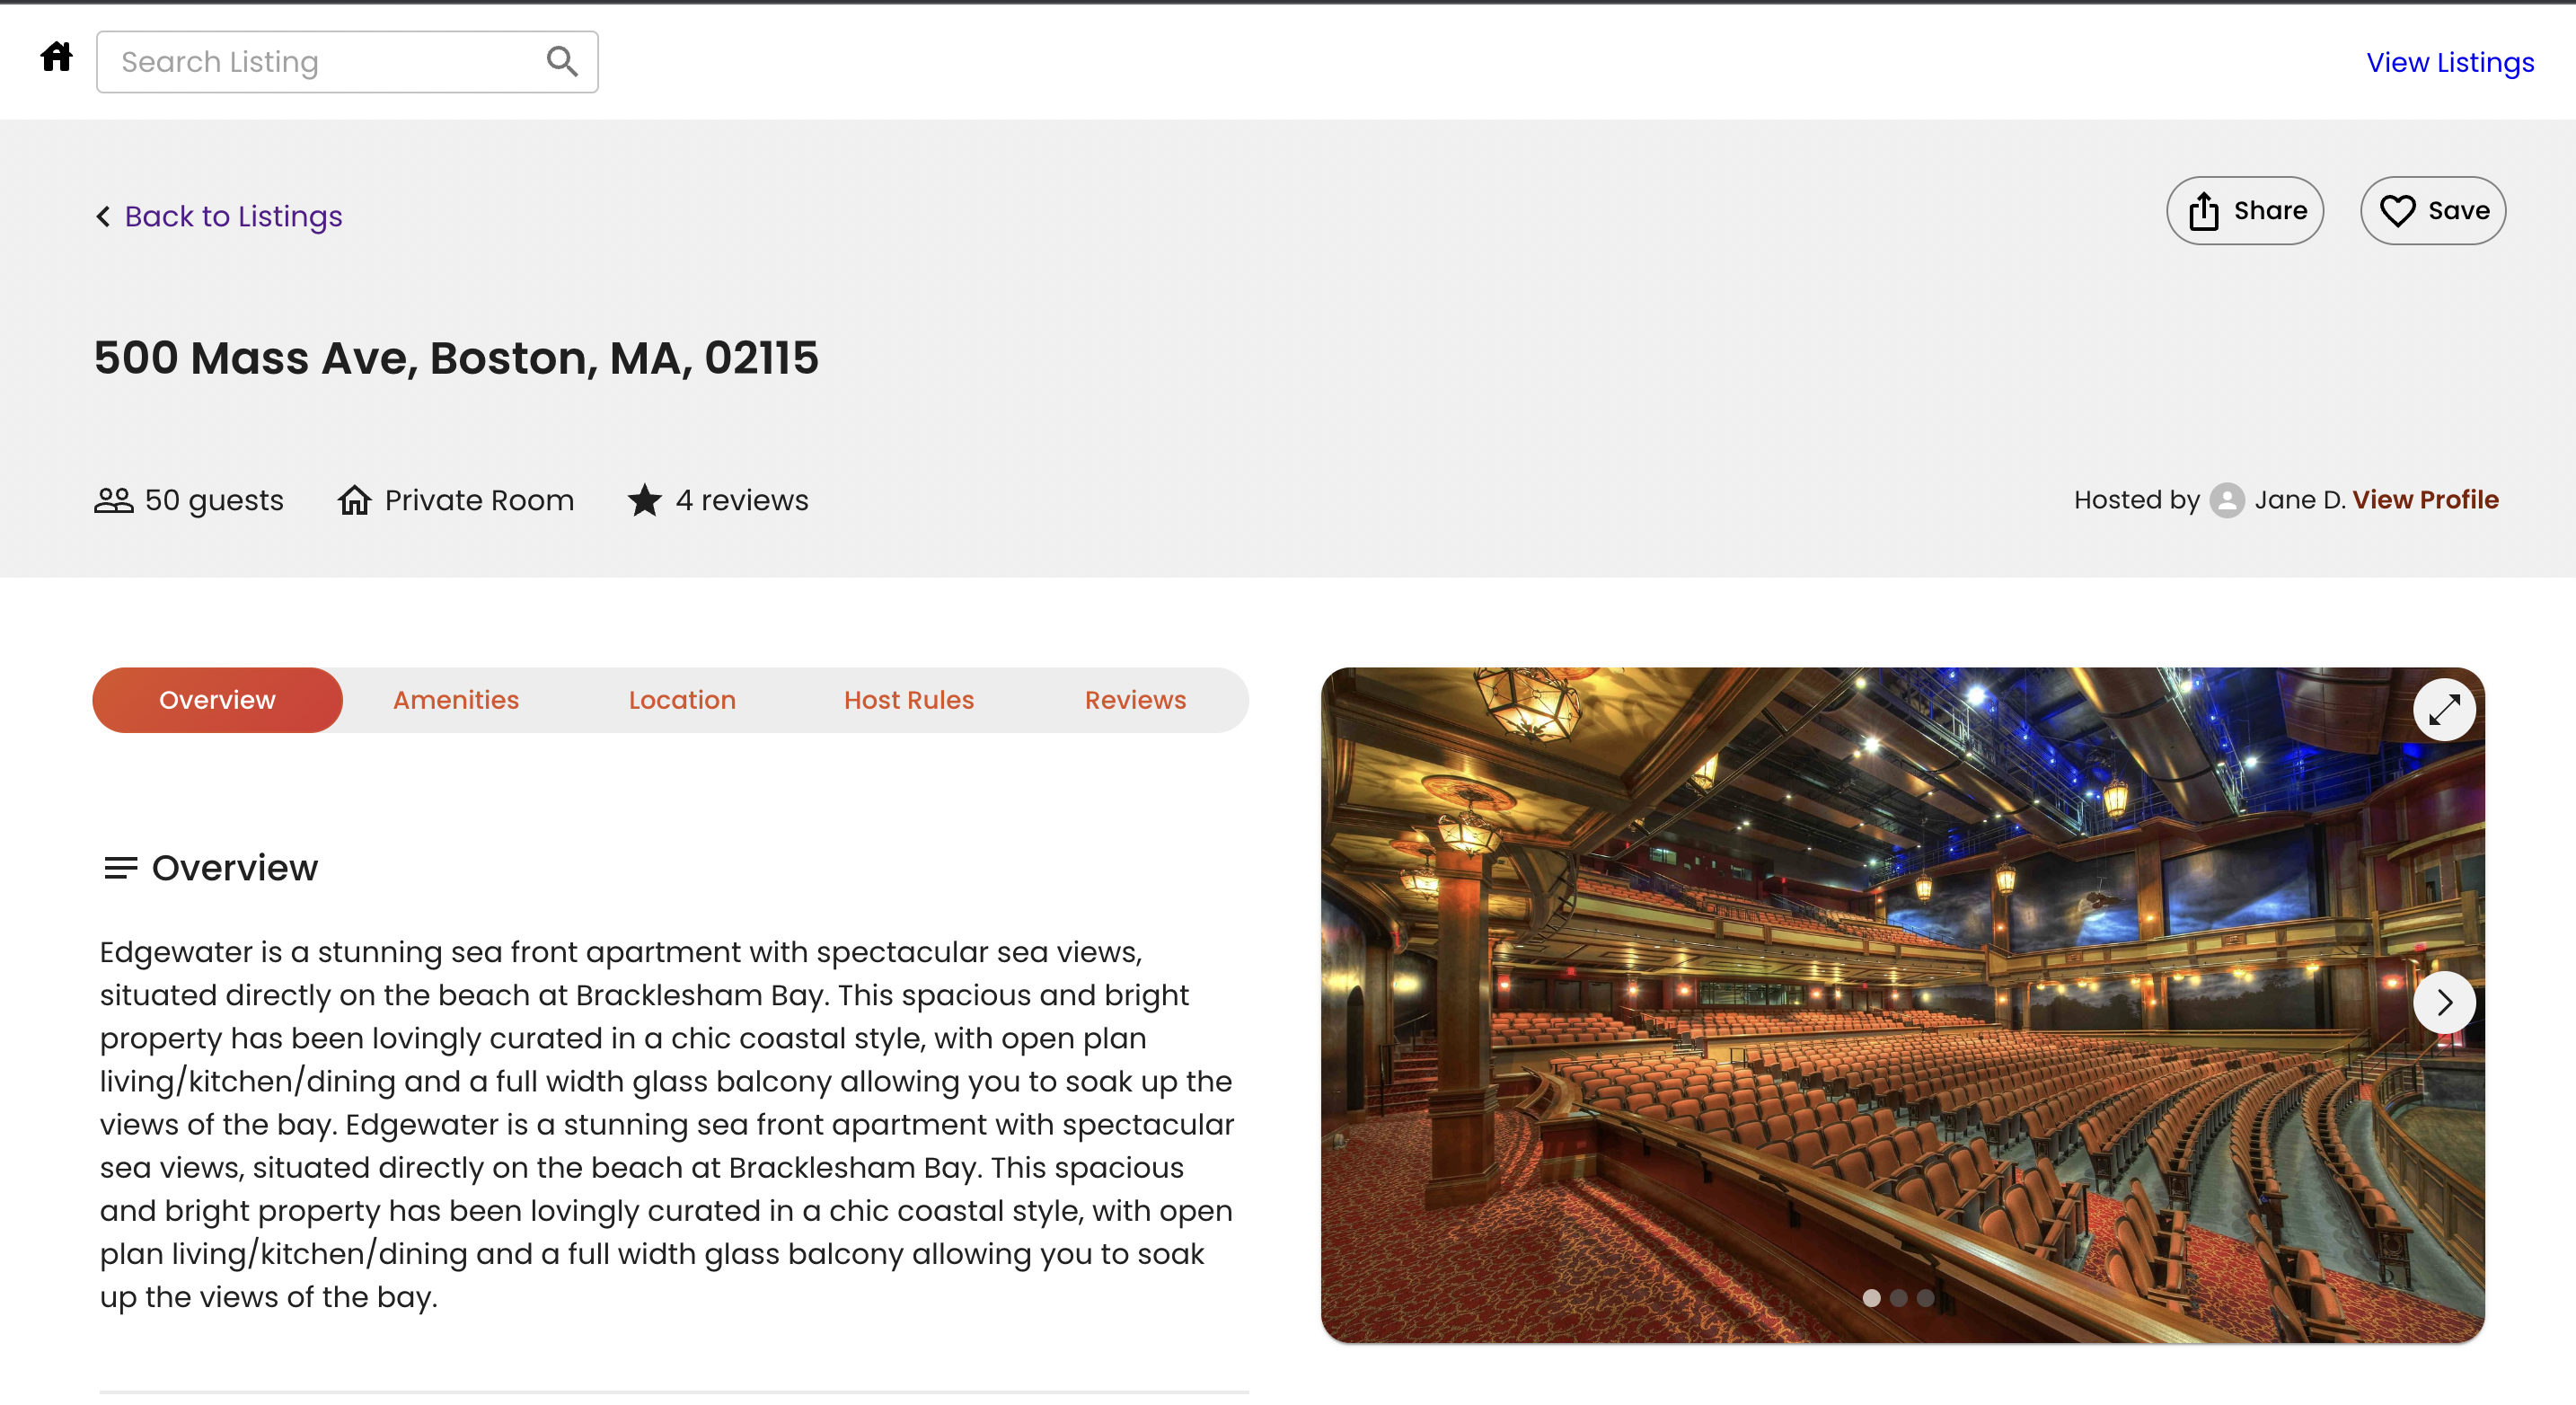 Search Listing
View Listings
Back to Listings
Share
Save
500 Mass Ave, Boston, MA, 02115
50 guests
Private Room
4 reviews
Hosted by Jane D. View Profile
Overview
Amenities
Location
Host Rules
Reviews
Overview
Edgewater is a stunning sea front apartment with spectacular sea views,
situated directly on the beach at Bracklesham Bay. This spacious and bright
property has been lovingly curated in a chic coastal style, with open plan
living/kitchen/dining and a full width glass balcony allowing you to soak up the
views of the bay. Edgewater is a stunning sea front apartment with spectacular
sea views, situated directly on the beach at Bracklesham Bay. This spacious
and bright property has been lovingly curated in a chic coastal style, with open
plan living/kitchen/dining and a full width glass balcony allowing you to soak
up the views of the bay.